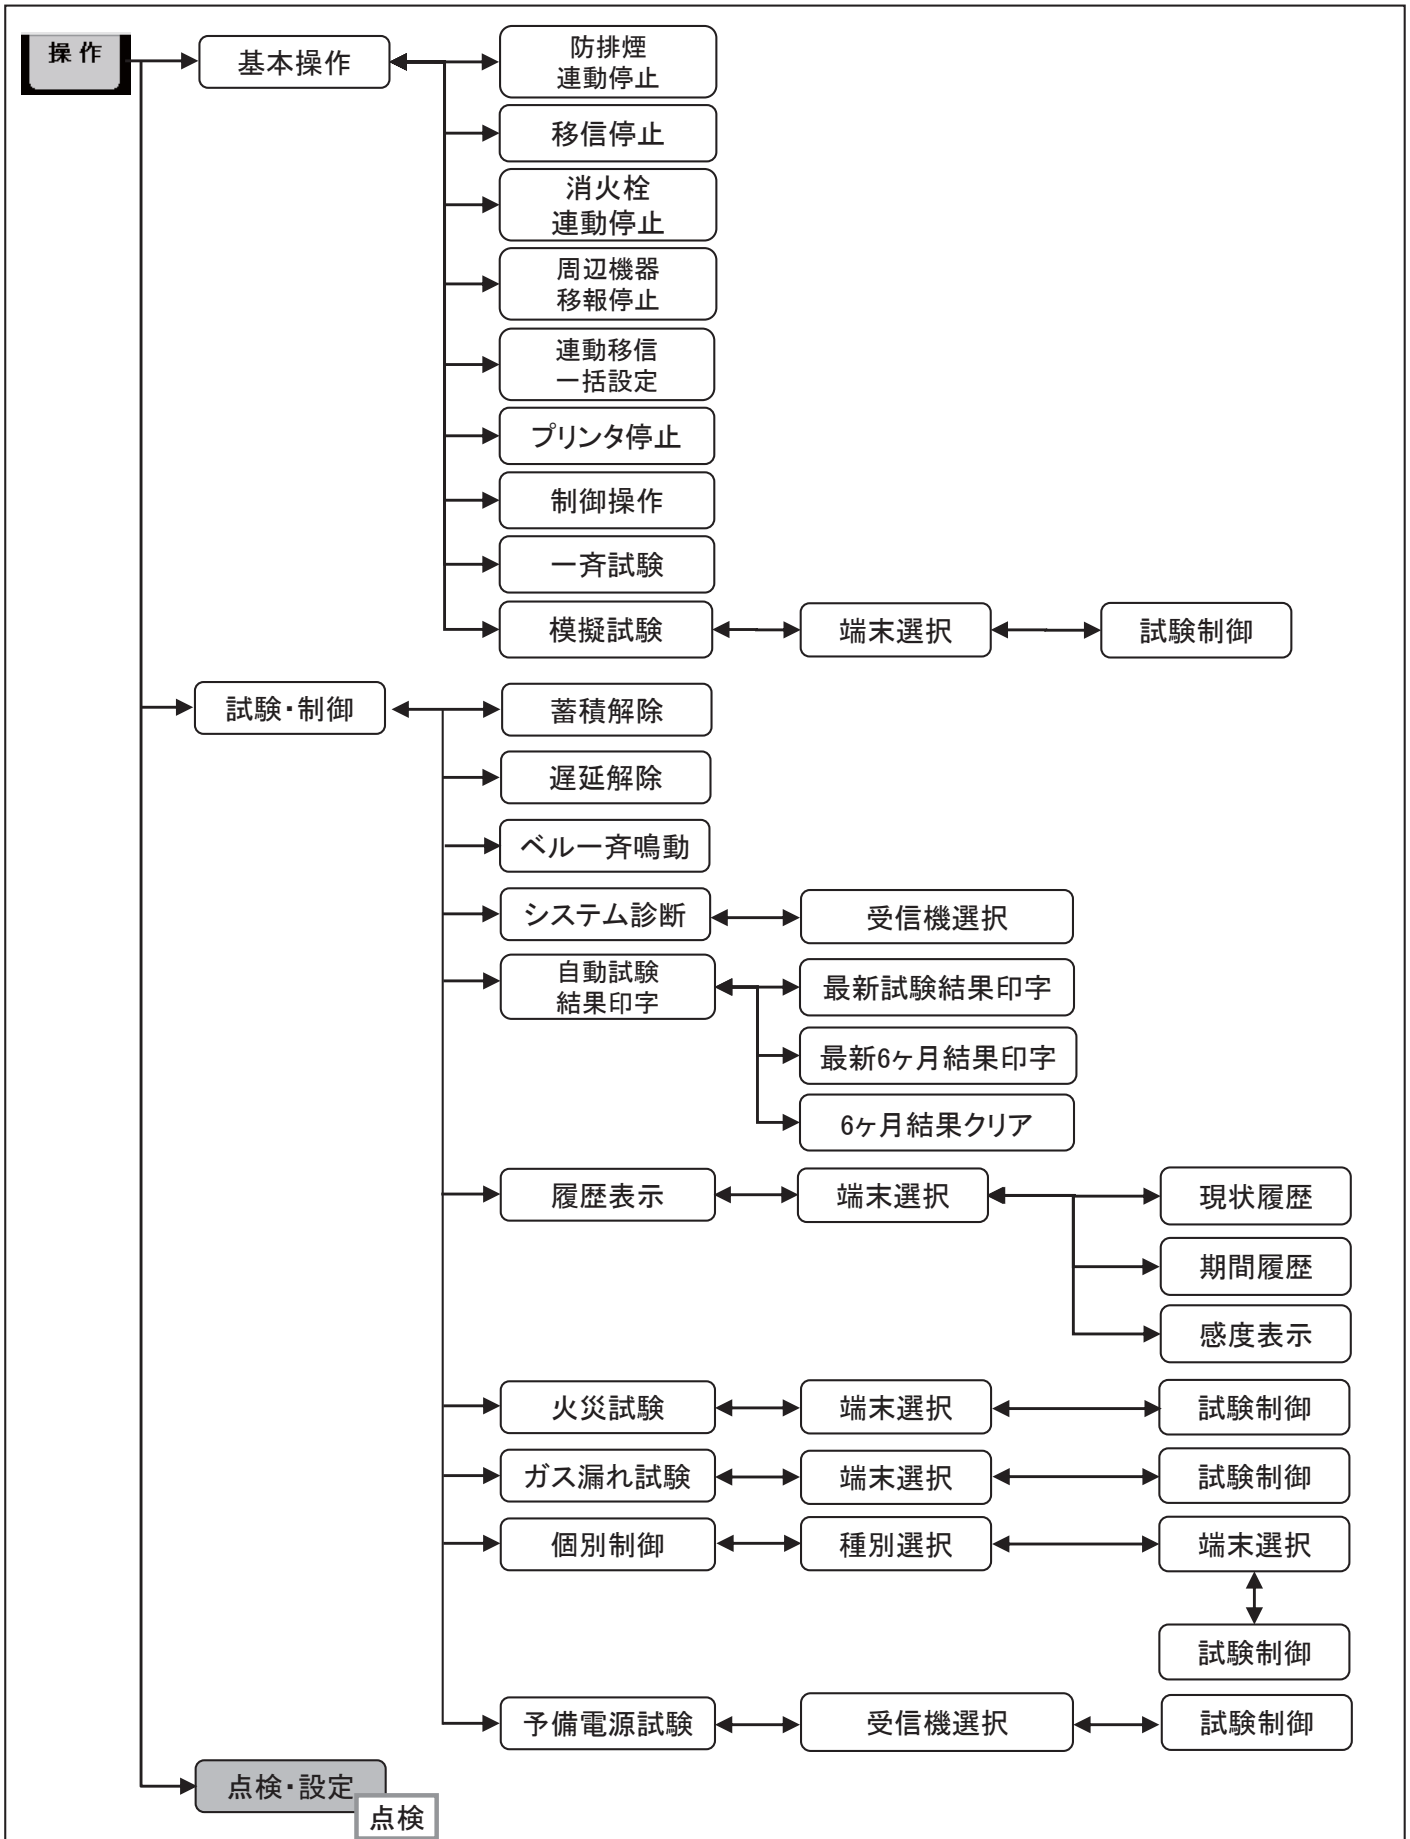 操作
基本操作
防排煙
連動停止
移信停止
消火栓
連動停止
周辺機器
移報停止
連動移信
一括設定
プリンタ停止
制御操作
一斉試験
模擬試験
端末選択
試験制御
試験・制御
蓄積解除
遅延解除
ベル一斉鳴動
システム診断
受信機選択
自動試験
結果印字
最新試験結果印字
最新6ヶ月結果印字
6ヶ月結果クリア
履歴表示
端末選択
現状履歴
期間履歴
感度表示
火災試験
端末選択
試験制御
ガス漏れ試験
端末選択
試験制御
個別制御
種別選択
端末選択
試験制御
予備電源試験
受信機選択
試験制御
点検・設定
点検